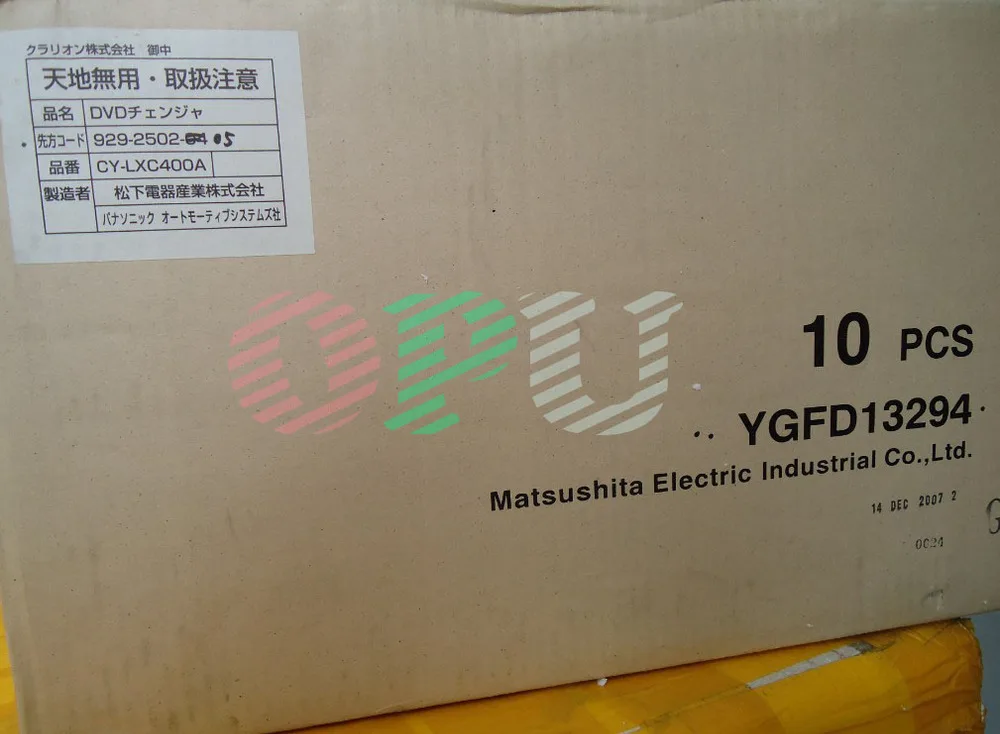 クラリオン株式会社 御中
天地無用・取扱注意
品名 DVDチェンジャ
先方コード 929-2502- 05
品番 CY-LXC400A
製造者 松下電器産業株式会社
パナソニック オートモーティブシステムズ社
OPU
10 PCS
YGFD13294
Matsushita Electric Industrial Co.,Ltd.
14 DEC 2007 2
0024